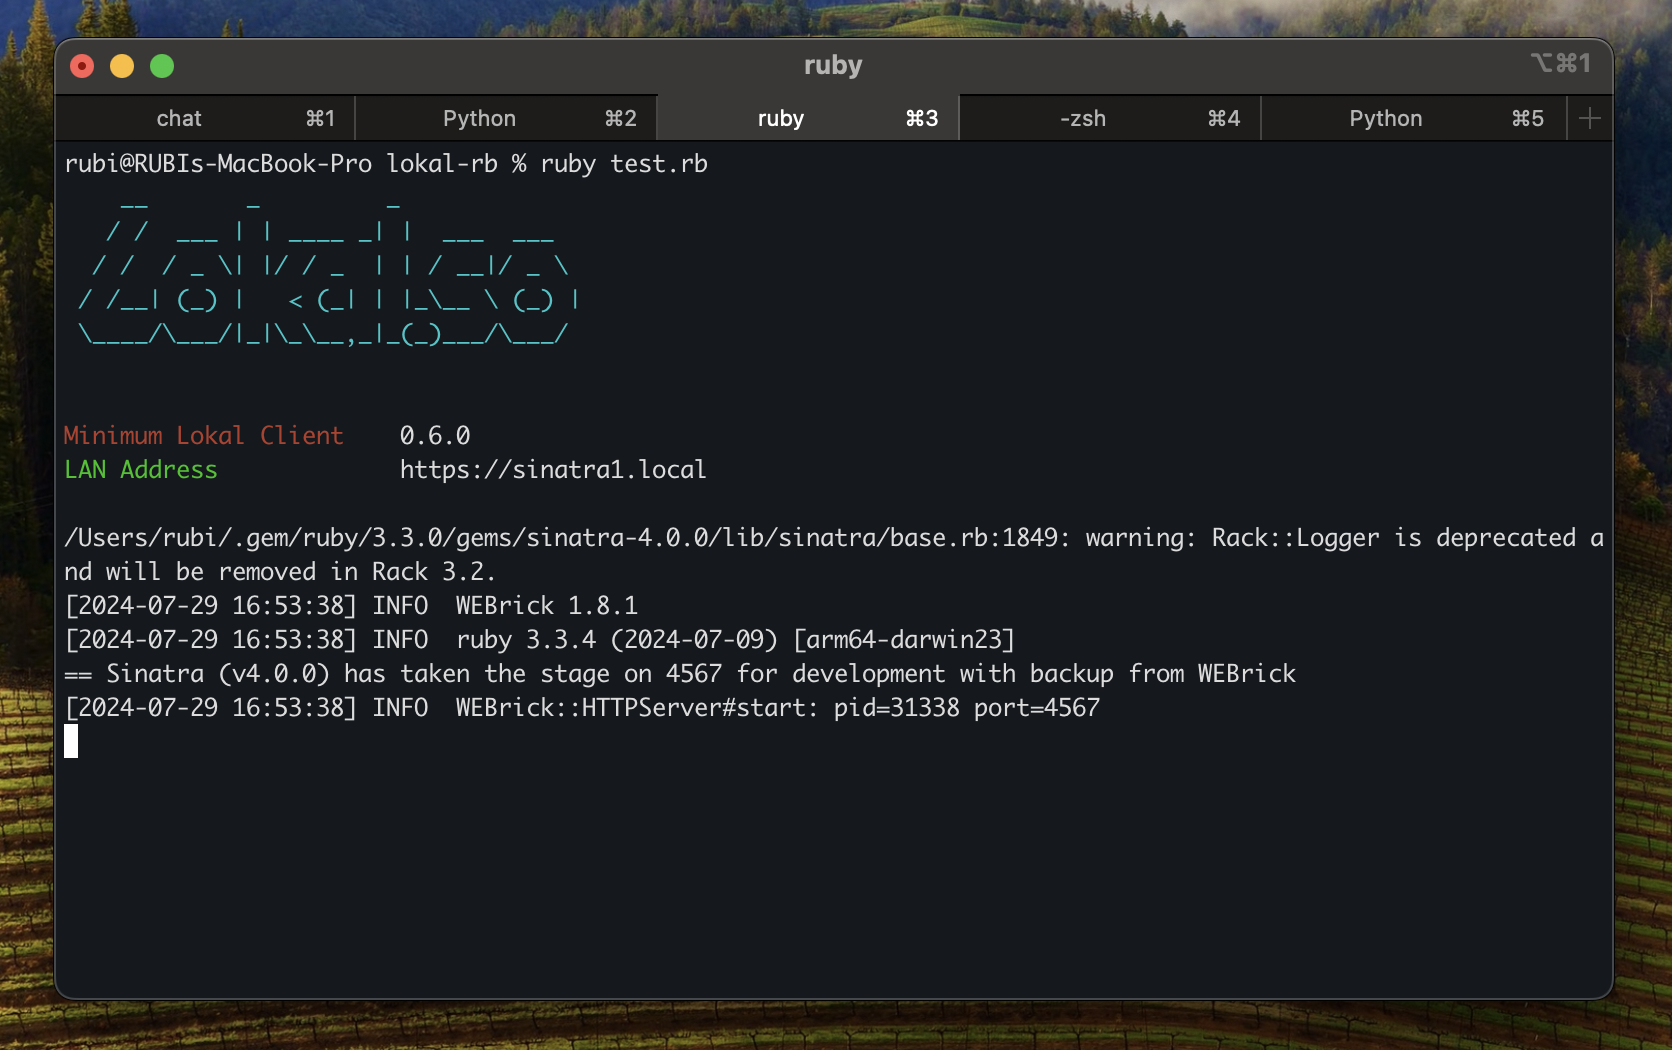 ruby
⌥⌘1
chat ⌘1 Python ⌘2 ruby ⌘3 -zsh ⌘4 Python ⌘5
rubi@RUBIs-MacBook-Pro lokal-rb % ruby test.rb
    __       _         _
   / /  ___ | | ____ _| |  ___  ___
  / /  / _ \| |/ / _  | | / __|/ _ \
 / /__| (_) |   < (_| | |_\__ \ (_) |
 \____/\___/|_|\_\__,_|_(_)___/\___/
Minimum Lokal Client    0.6.0
LAN Address             https://sinatra1.local
/Users/rubi/.gem/ruby/3.3.0/gems/sinatra-4.0.0/lib/sinatra/base.rb:1849: warning: Rack::Logger is deprecated a
nd will be removed in Rack 3.2.
[2024-07-29 16:53:38] INFO  WEBrick 1.8.1
[2024-07-29 16:53:38] INFO  ruby 3.3.4 (2024-07-09) [arm64-darwin23]
== Sinatra (v4.0.0) has taken the stage on 4567 for development with backup from WEBrick
[2024-07-29 16:53:38] INFO  WEBrick::HTTPServer#start: pid=31338 port=4567